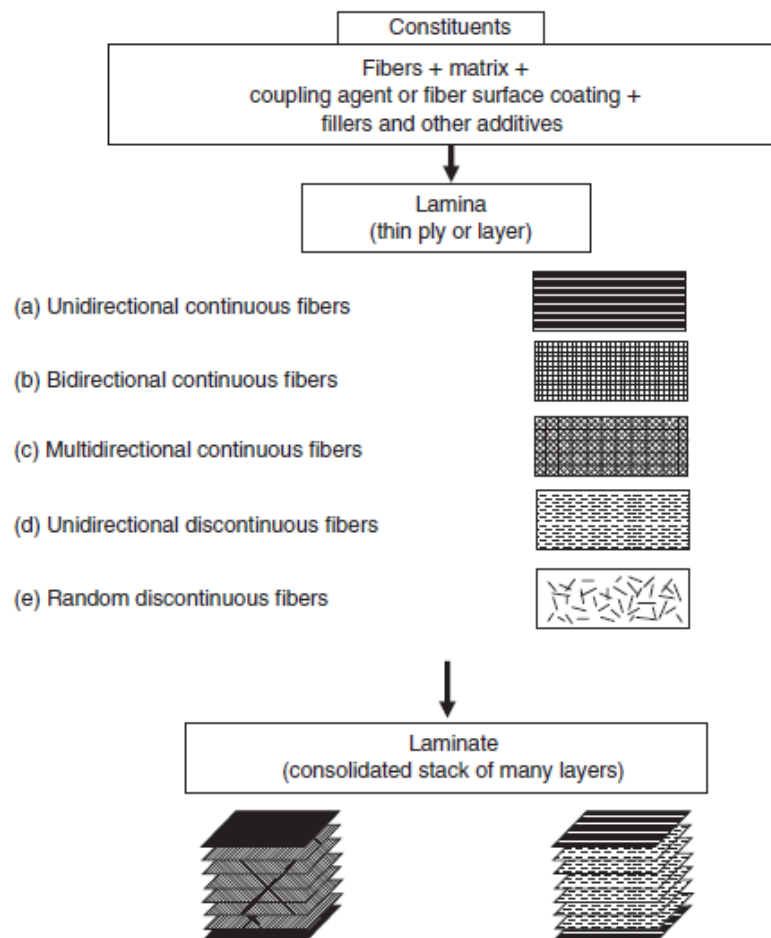 Constituents
Fibers + matrix +
coupling agent or fiber surface coating +
fillers and other additives
Lamina
(thin ply or layer)
(a) Unidirectional continuous fibers
(b) Bidirectional continuous fibers
(c) Multidirectional continuous fibers
(d) Unidirectional discontinuous fibers
(e) Random discontinuous fibers
Laminate
(consolidated stack of many layers)